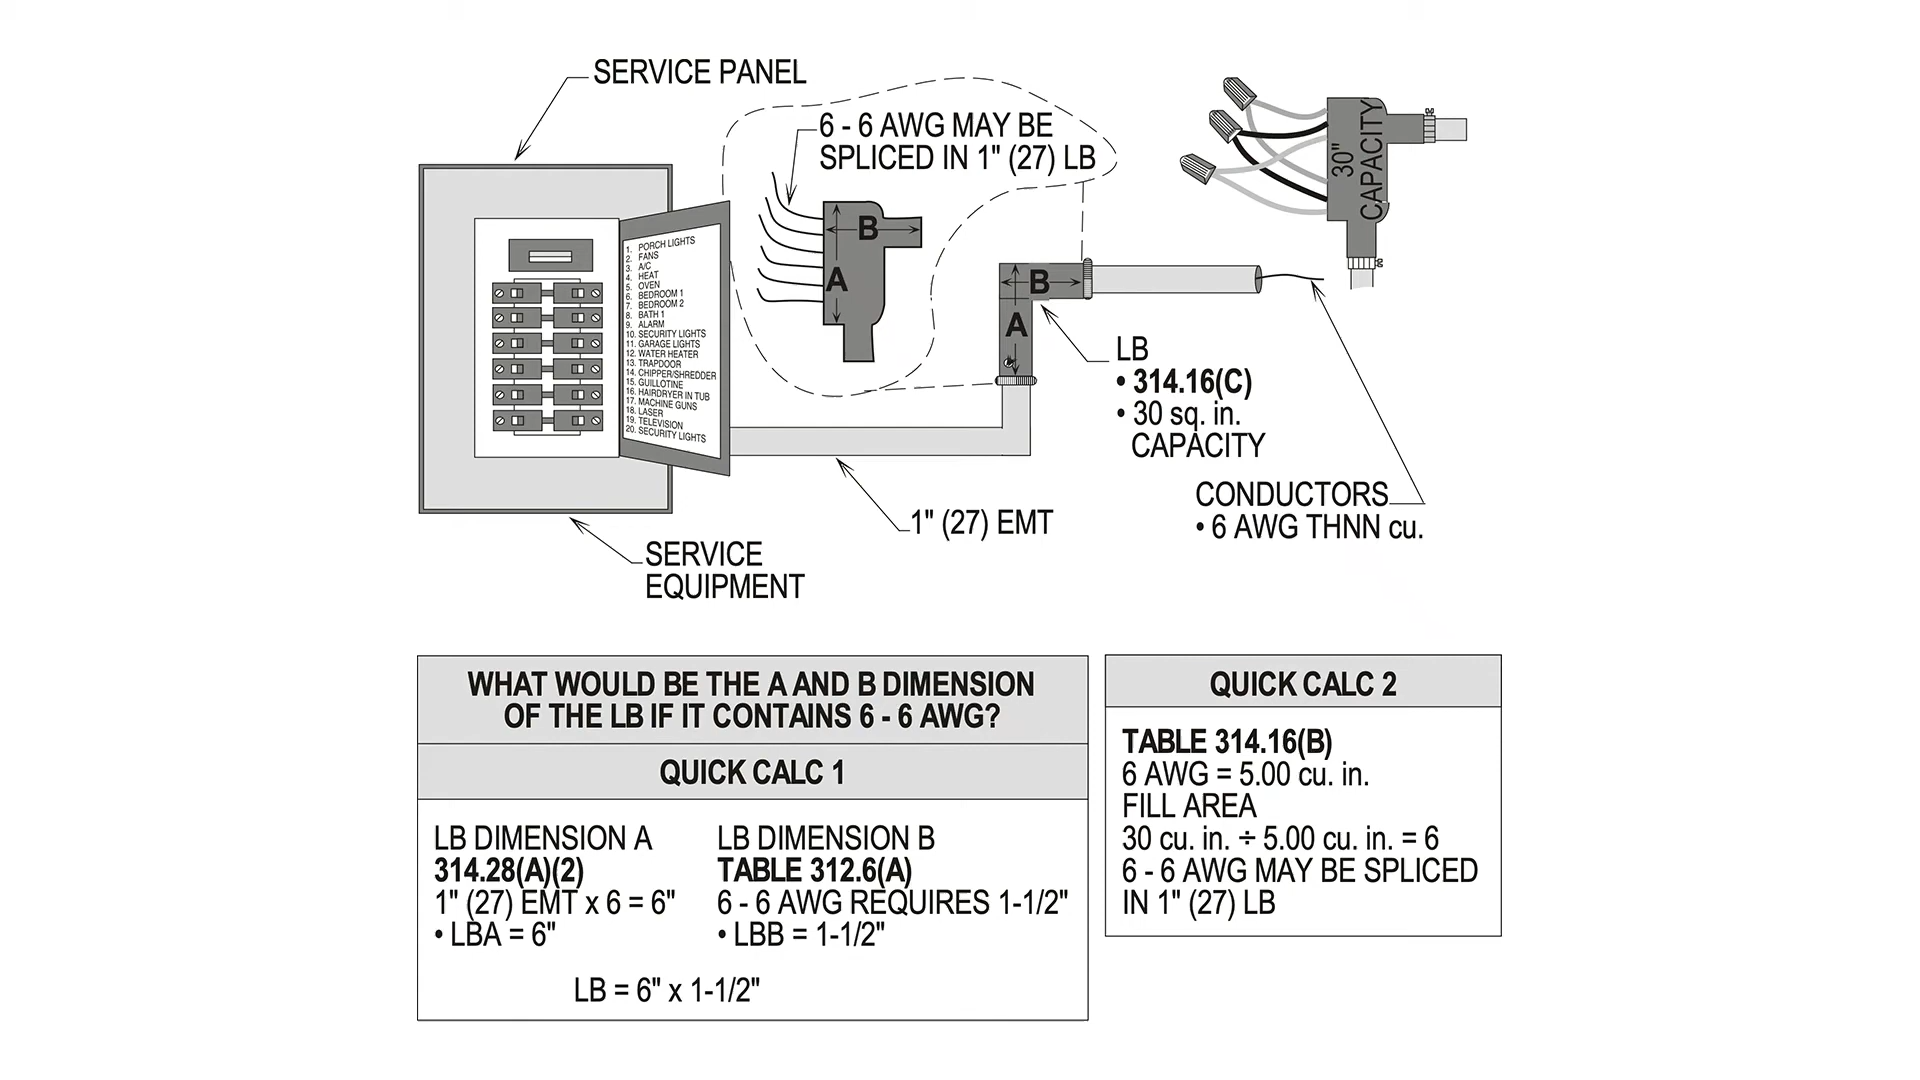 SERVICE PANEL
6 - 6 AWG MAY BE
SPLICED IN 1" (27) LB
30"
CAPACITY
B
A
1. PORCH LIGHTS
2. FANS
3. A/C
4. HEAT
5. OVEN
6. BEDROOM 1
7. BEDROOM 2
8. BATH 1
9. ALARM
10. SECURITY LIGHTS
11. GARAGE LIGHTS
12. WATER HEATER
13. TRAPDOOR
14. CHIPPER/SHREDDER
15. GUILLOTINE
16. HAIRDRYER IN TUB
17. MACHINE GUNS
18. LASER
19. TELEVISION
20. SECURITY LIGHTS
B
A
LB
• 314.16(C)
• 30 sq. in.
CAPACITY
CONDUCTORS
• 6 AWG THNN cu.
1" (27) EMT
SERVICE
EQUIPMENT
WHAT WOULD BE THE A AND B DIMENSION
OF THE LB IF IT CONTAINS 6 - 6 AWG?
QUICK CALC 1
LB DIMENSION A
314.28(A)(2)
1" (27) EMT x 6 = 6"
• LBA = 6"
LB DIMENSION B
TABLE 312.6(A)
6 - 6 AWG REQUIRES 1-1/2"
• LBB = 1-1/2"
LB = 6" x 1-1/2"
QUICK CALC 2
TABLE 314.16(B)
6 AWG = 5.00 cu. in.
FILL AREA
30 cu. in. ÷ 5.00 cu. in. = 6
6 - 6 AWG MAY BE SPLICED
IN 1" (27) LB